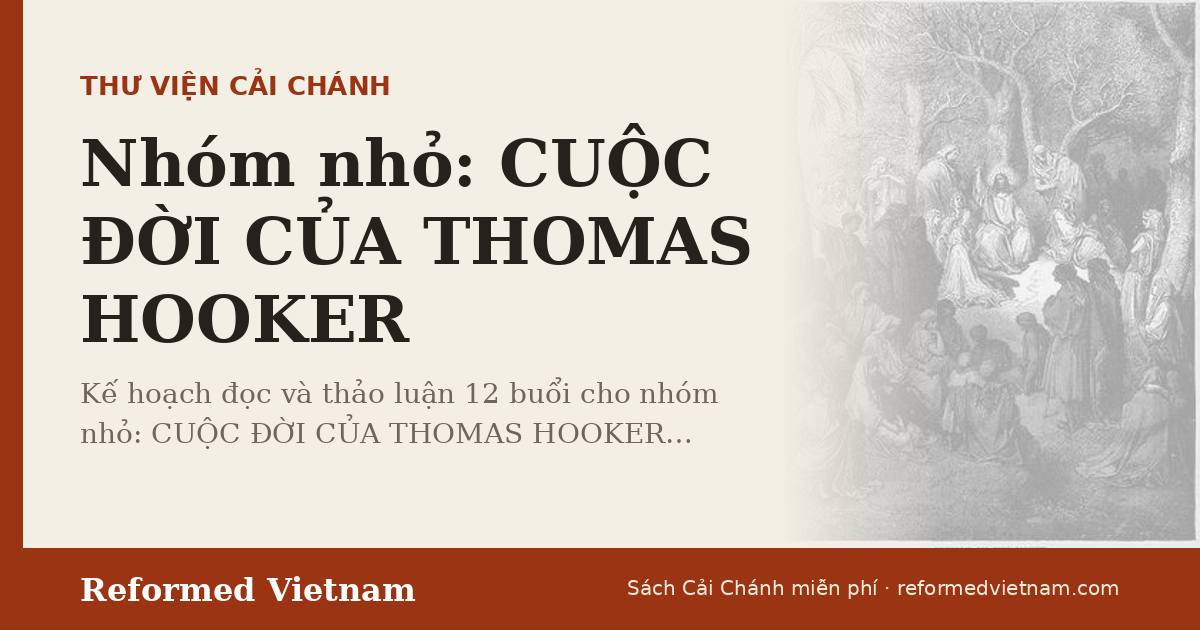 THƯ VIỆN CẢI CHÁNH
Nhóm nhỏ: CUỘC
ĐỜI CỦA THOMAS
HOOKER
Kế hoạch đọc và thảo luận 12 buổi cho nhóm
nhỏ: CUỘC ĐỜI CỦA THOMAS HOOKER...
Reformed Vietnam
Sách Cải Chánh miễn phí · reformedvietnam.com